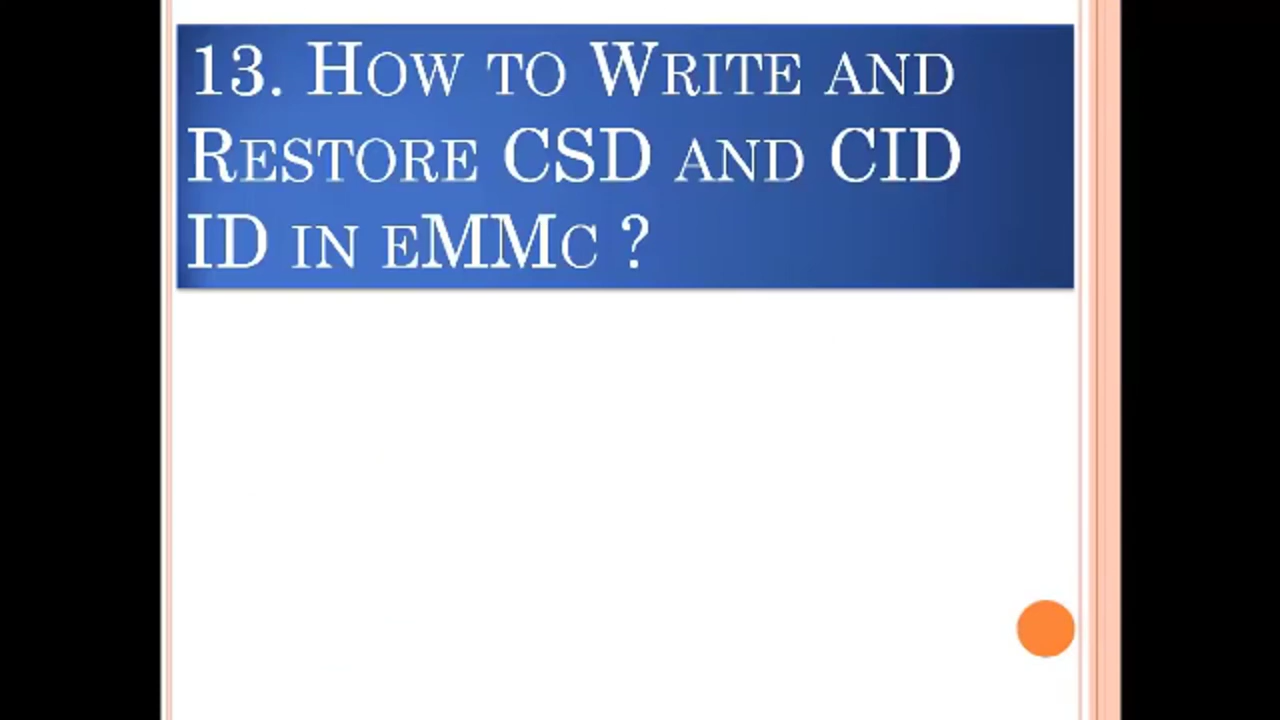 13. How to Write and
Restore CSD and CID
ID in eMMc ?